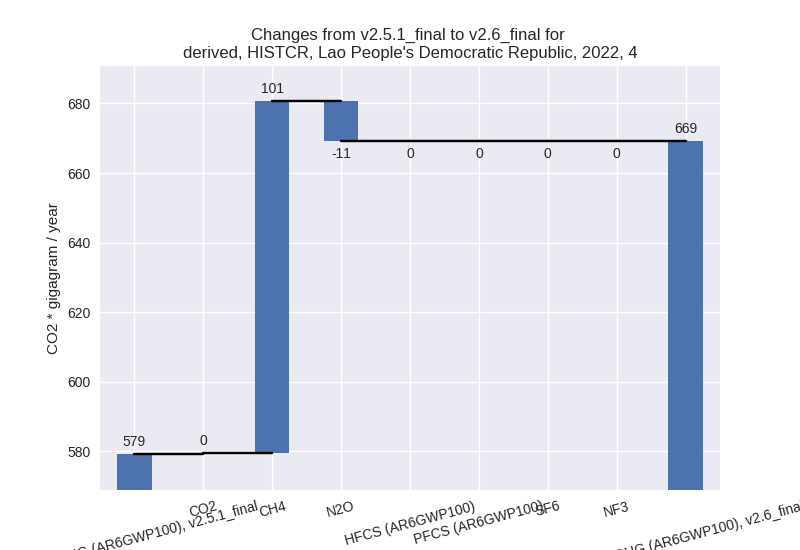 Changes from v2.5.1_final to v2.6_final for
derived, HISTCR, Lao People's Democratic Republic, 2022, 4
CO2 * gigagram / year
680
660
640
620
600
580
579
0
101
-11
0
0
0
0
669
(AR6GWP100), v2.5.1_final
CO2
CH4
N2O
HFCS (AR6GWP100)
PFCS (AR6GWP100)
SF6
NF3
(AR6GWP100), v2.6_final